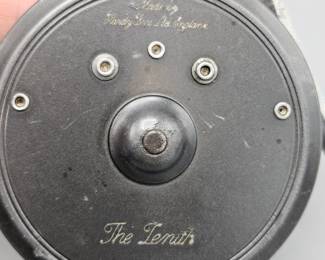 Made by
Hardy Bros Ltd England
The Zenith